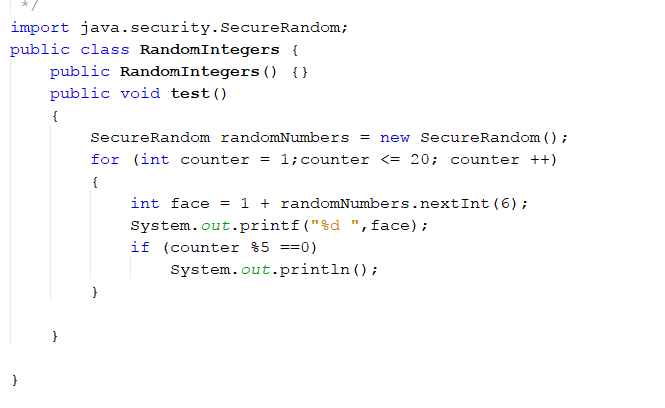 */
import java.security.SecureRandom;
public class RandomIntegers {
public RandomIntegers() {}
public void test()
{
SecureRandom randomNumbers = new SecureRandom();
for (int counter = 1;counter <= 20; counter ++)
{
int face = 1 + randomNumbers.nextInt(6);
System.out.printf("%d ",face);
if (counter %5 ==0)
System.out.println();
}
}
}